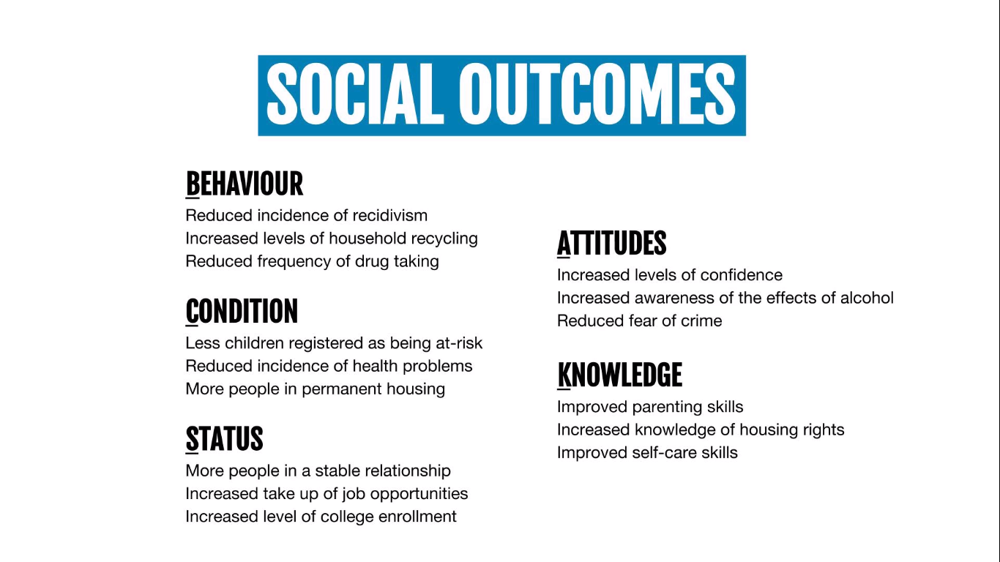 SOCIAL OUTCOMES
BEHAVIOUR
Reduced incidence of recidivism
Increased levels of household recycling
Reduced frequency of drug taking
CONDITION
Less children registered as being at-risk
Reduced incidence of health problems
More people in permanent housing
STATUS
More people in a stable relationship
Increased take up of job opportunities
Increased level of college enrollment
ATTITUDES
Increased levels of confidence
Increased awareness of the effects of alcohol
Reduced fear of crime
KNOWLEDGE
Improved parenting skills
Increased knowledge of housing rights
Improved self-care skills